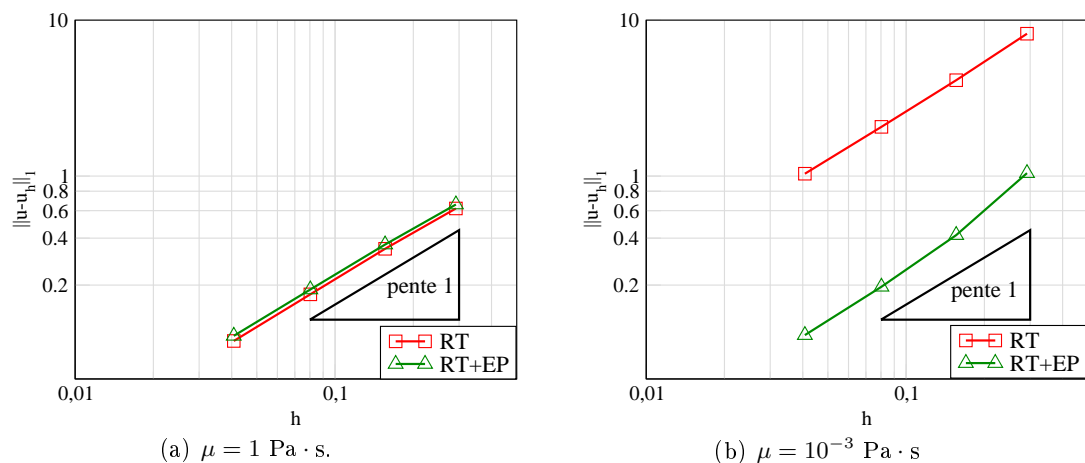 10
1
0.8
0.6
0.4
0.2
||u-u_h||_1
0,01
0,1
h
pente 1
RT
RT+EP
(a) μ = 1 Pa · s.
10
1
0.8
0.6
0.4
0.2
||u-u_h||_1
0,01
0,1
h
pente 1
RT
RT+EP
(b) μ = 10⁻³ Pa · s